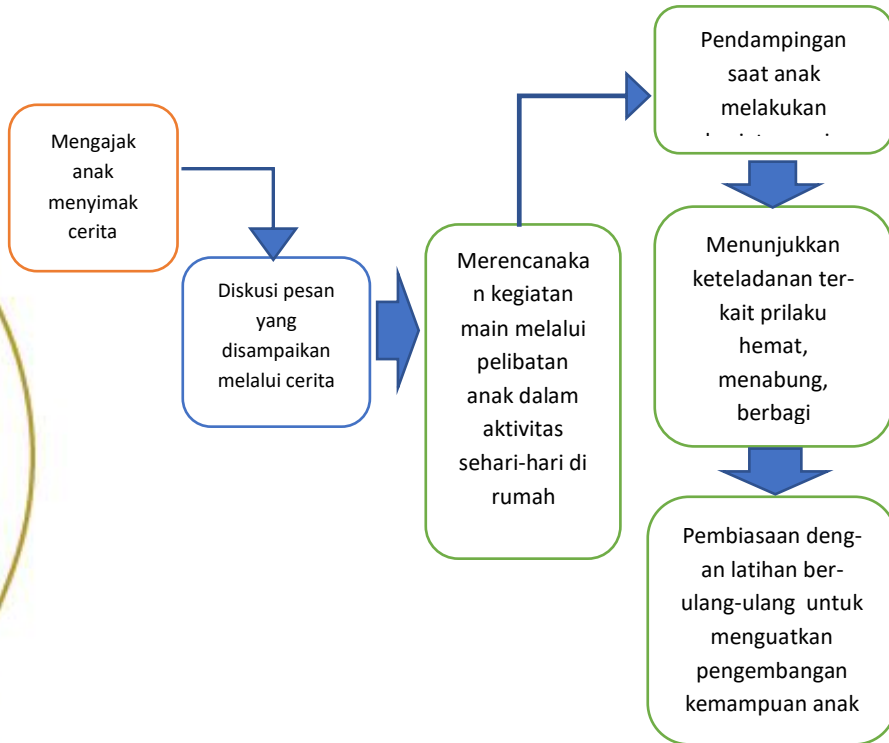 Mengajak
anak
menyimak
cerita
Diskusi pesan
yang
disampaikan
melalui cerita
Merencanaka
n kegiatan
main melalui
pelibatan
anak dalam
aktivitas
sehari-hari di
rumah
Pendampingan
saat anak
melakukan
Menunjukkan
keteladanan ter-
kait prilaku
hemat,
menabung,
berbagi
Pembiasaan deng-
an latihan ber-
ulang-ulang untuk
menguatkan
pengembangan
kemampuan anak